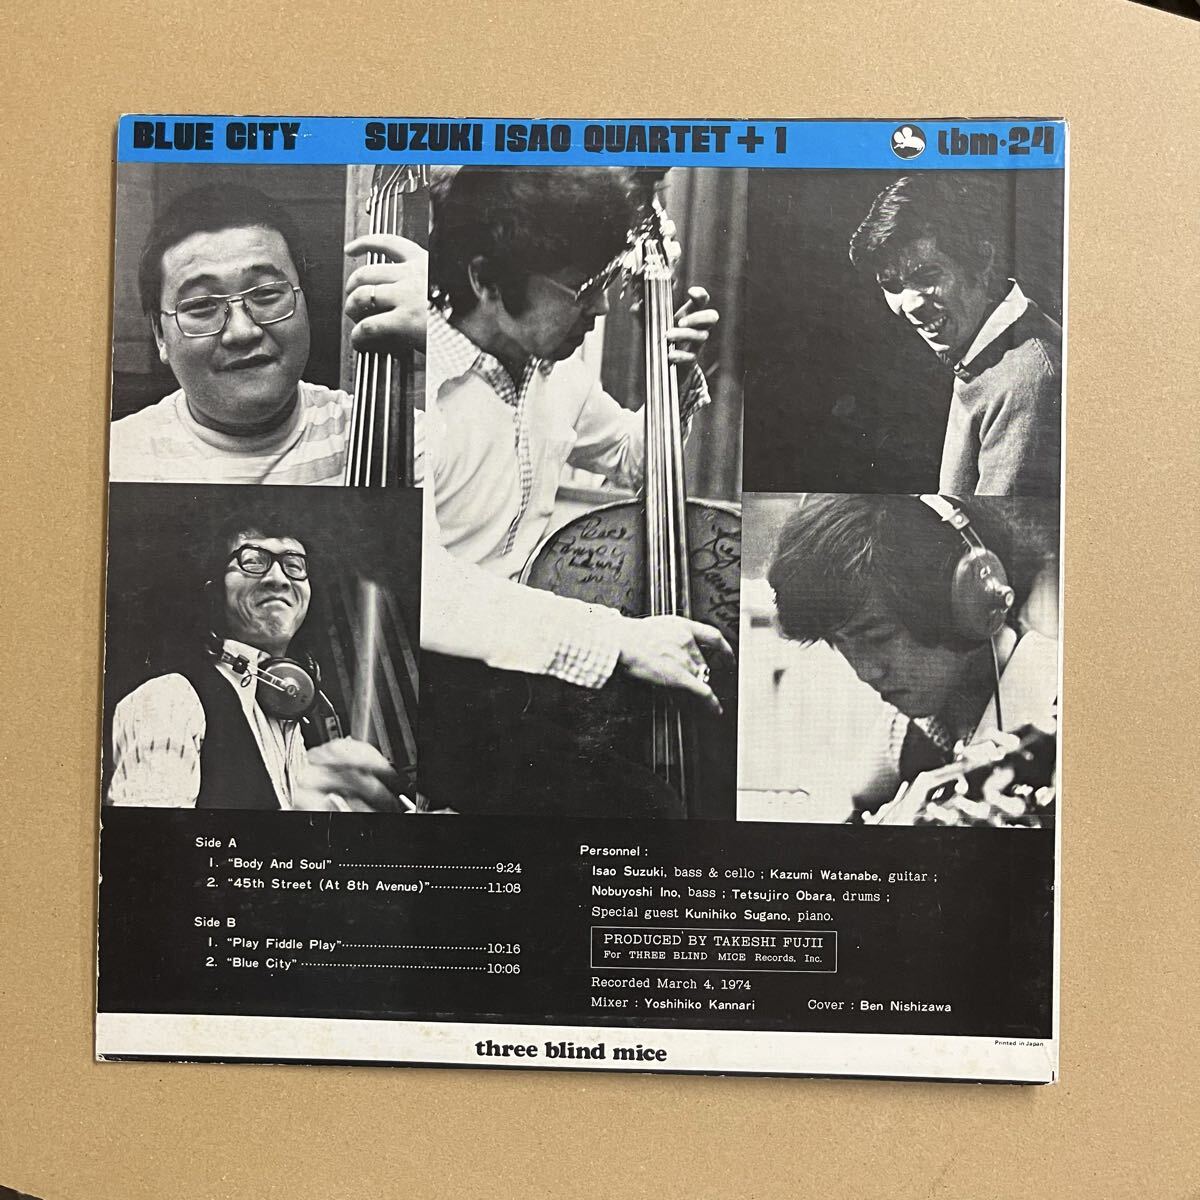 BLUE CITY SUZUKI ISAO QUARTET + 1 tbm·24
Side A
1. “Body And Soul” 9:24
2. “45th Street (At 8th Avenue)” 11:08
Side B
1. “Play Fiddle Play” 10:16
2. “Blue City” 10:06
Personnel :
Isao Suzuki, bass & cello ; Kazumi Watanabe, guitar ;
Nobuyoshi Ino, bass ; Tetsujiro Obara, drums ;
Special guest Kunihiko Sugano, piano.
PRODUCED BY TAKESHI FUJII
For THREE BLIND MICE Records, Inc.
Recorded March 4, 1974
Mixer : Yoshihiko Kannari Cover : Ben Nishizawa
Printed in Japan
three blind mice